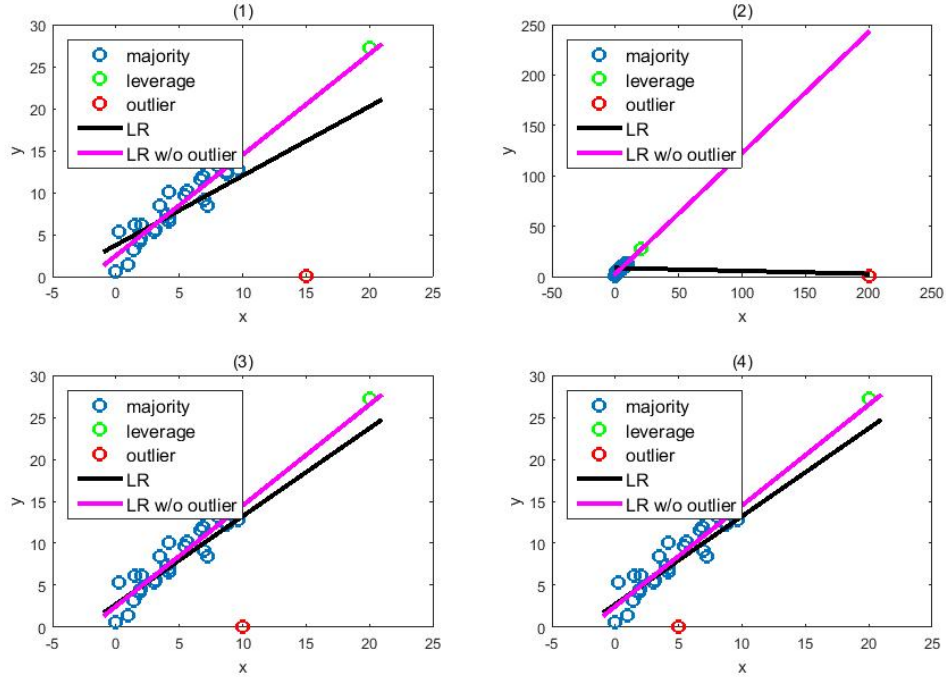 (1)
30
25
20
15
10
5
0
y
majority
leverage
outlier
LR
LR w/o outlier
-5 0 5 10 15 20 25
x
(2)
250
200
150
100
50
0
y
majority
leverage
outlier
LR
LR w/o outlier
-50 0 50 100 150 200 250
x
(3)
30
25
20
15
10
5
0
y
majority
leverage
outlier
LR
LR w/o outlier
-5 0 5 10 15 20 25
x
(4)
30
25
20
15
10
5
0
y
majority
leverage
outlier
LR
LR w/o outlier
-5 0 5 10 15 20 25
x